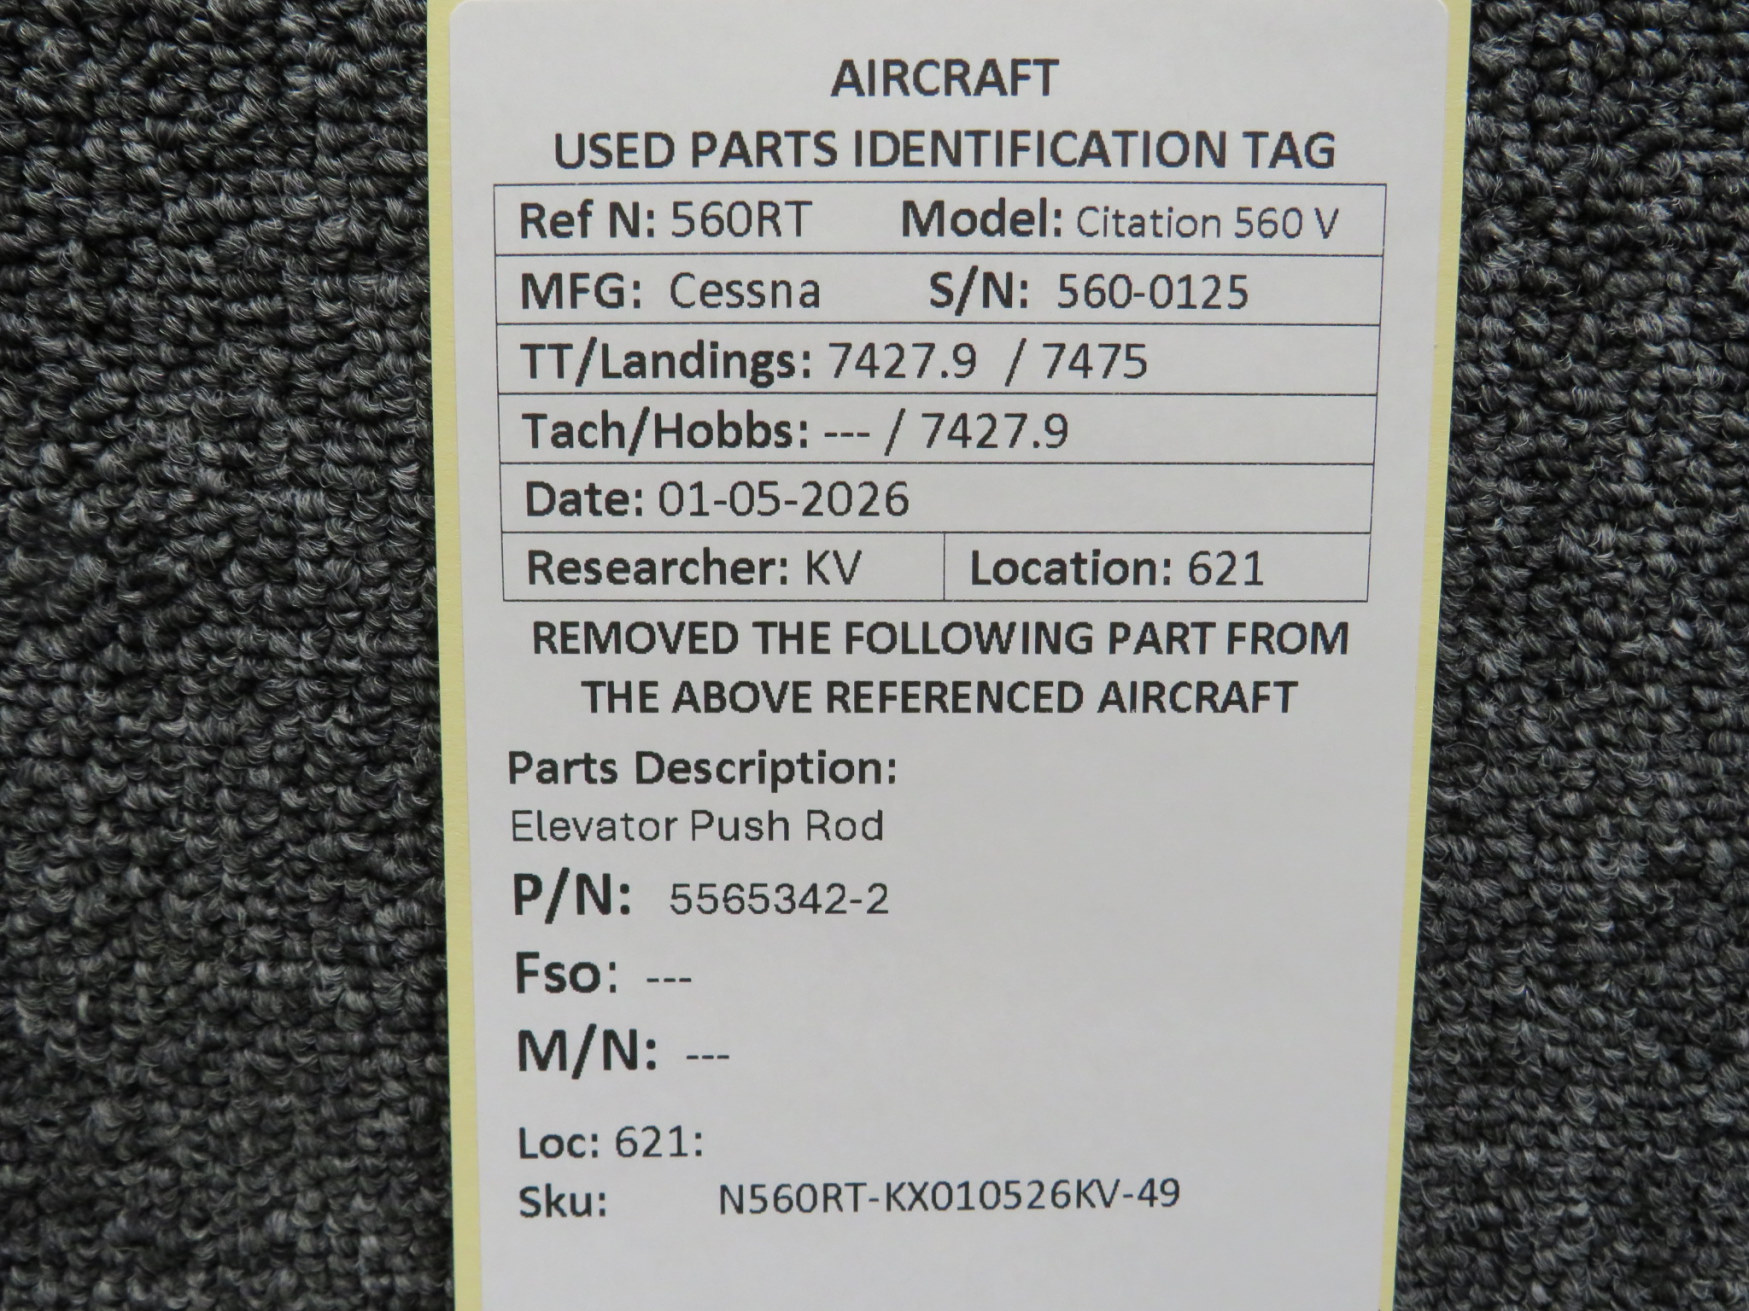 AIRCRAFT
USED PARTS IDENTIFICATION TAG
Ref N: 560RT Model: Citation 560 V
MFG: Cessna S/N: 560-0125
TT/Landings: 7427.9 / 7475
Tach/Hobbs: --- / 7427.9
Date: 01-05-2026
Researcher: KV Location: 621
REMOVED THE FOLLOWING PART FROM
THE ABOVE REFERENCED AIRCRAFT
Parts Description:
Elevator Push Rod
P/N: 5565342-2
Fso: ---
M/N: ---
Loc: 621:
Sku: N560RT-KX010526KV-49